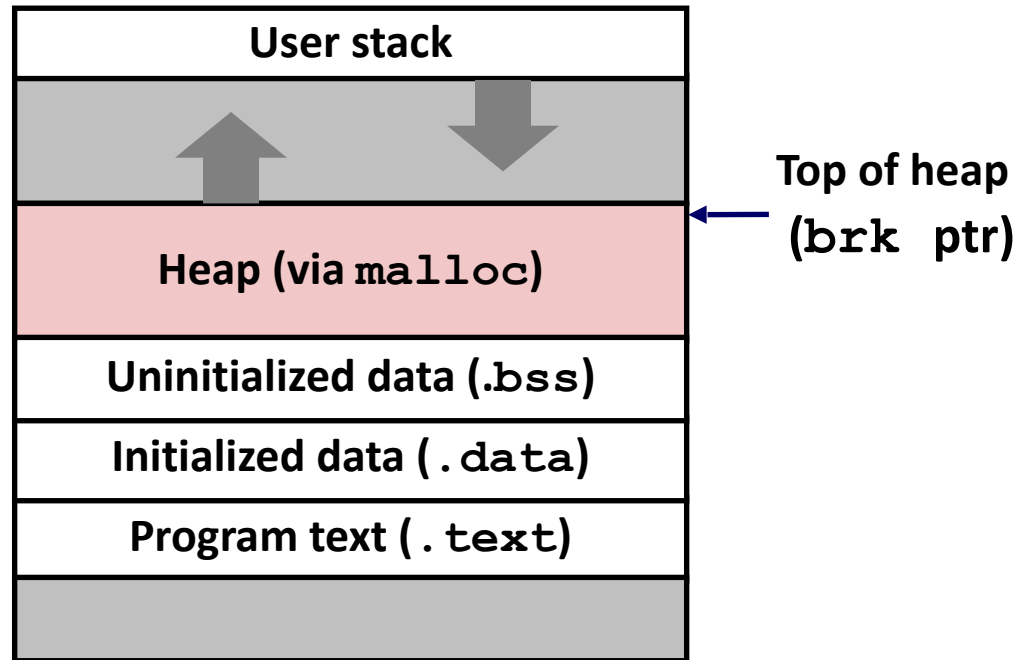 User stack
Top of heap
(brk ptr)
Heap (via malloc)
Uninitialized data (.bss)
Initialized data (.data)
Program text (.text)